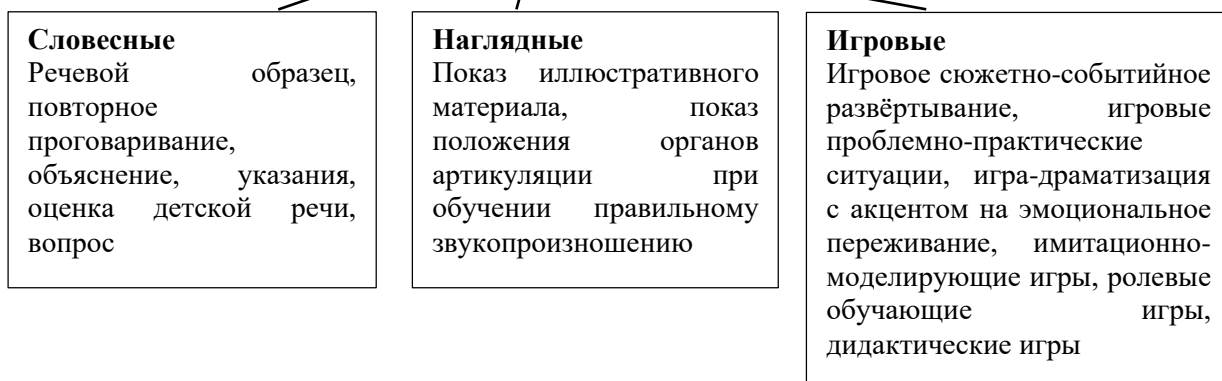 Словесные
Речевой образец,
повторное
проговаривание,
объяснение, указания,
оценка детской речи,
вопрос
Наглядные
Показ иллюстративного
материала, показ
положения органов
артикуляции при
обучении правильному
звукопроизношению
Игровые
Игровое сюжетно-событийное
развёртывание, игровые
проблемно-практические
ситуации, игра-драматизация
с акцентом на эмоциональное
переживание, имитационно-
моделирующие игры, ролевые
обучающие игры,
дидактические игры